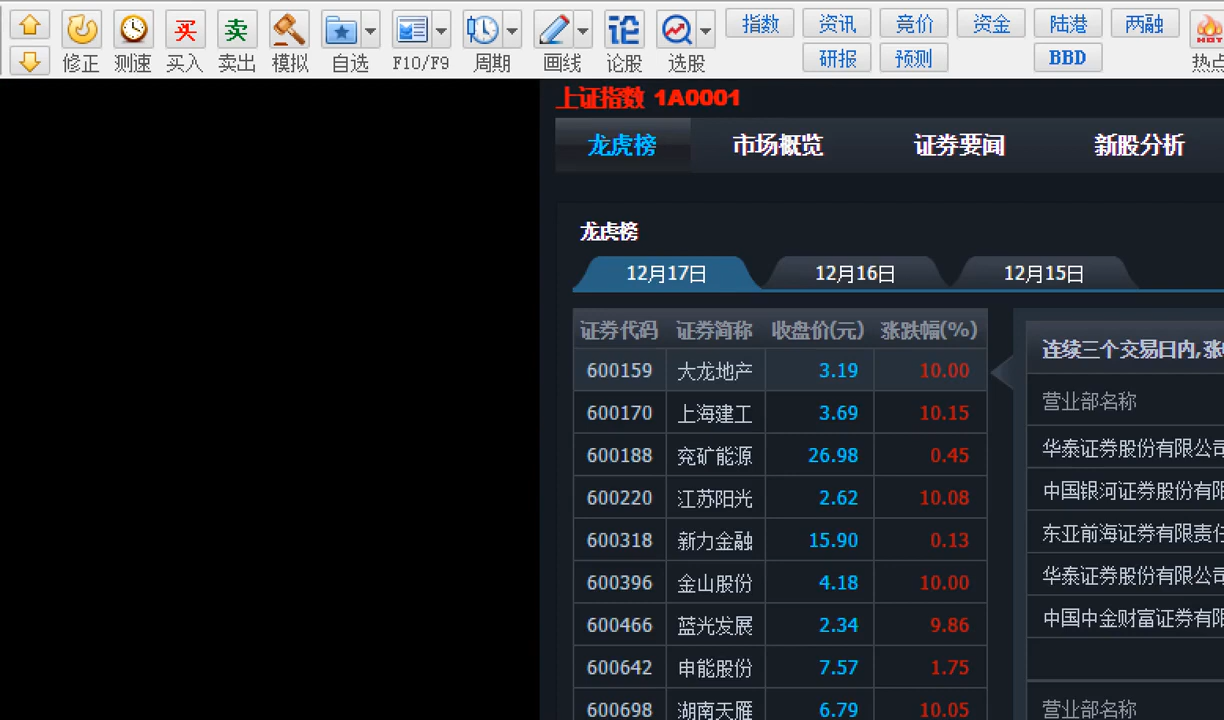 指数 资讯 竞价 资金 陆港 两融 HOT
买 卖 论
修正 测速 买入 卖出 模拟 自选 F10/F9 周期 画线 论股 选股 研报 预测 BBD 热点
上证指数 1A0001
龙虎榜 市场概览 证券要闻 新股分析
龙虎榜
12月17日 12月16日 12月15日
证券代码 证券简称 收盘价(元) 涨跌幅(%)
连续三个交易日内,涨
600159 大龙地产 3.19 10.00
营业部名称
600170 上海建工 3.69 10.15
华泰证券股份有限公司
600188 兖矿能源 26.98 0.45
中国银河证券股份有限
600220 江苏阳光 2.62 10.08
东亚前海证券有限责任
600318 新力金融 15.90 0.13
华泰证券股份有限公司
600396 金山股份 4.18 10.00
中国中金财富证券有限
600466 蓝光发展 2.34 9.86
600642 申能股份 7.57 1.75
600698 湖南天雁 6.79 10.05
营业部名称